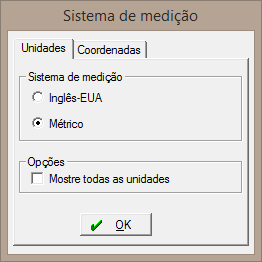 Sistema de medição
Unidades
Coordenadas
Sistema de medição
Inglês-EUA
Métrico
Opções
Mostre todas as unidades
OK